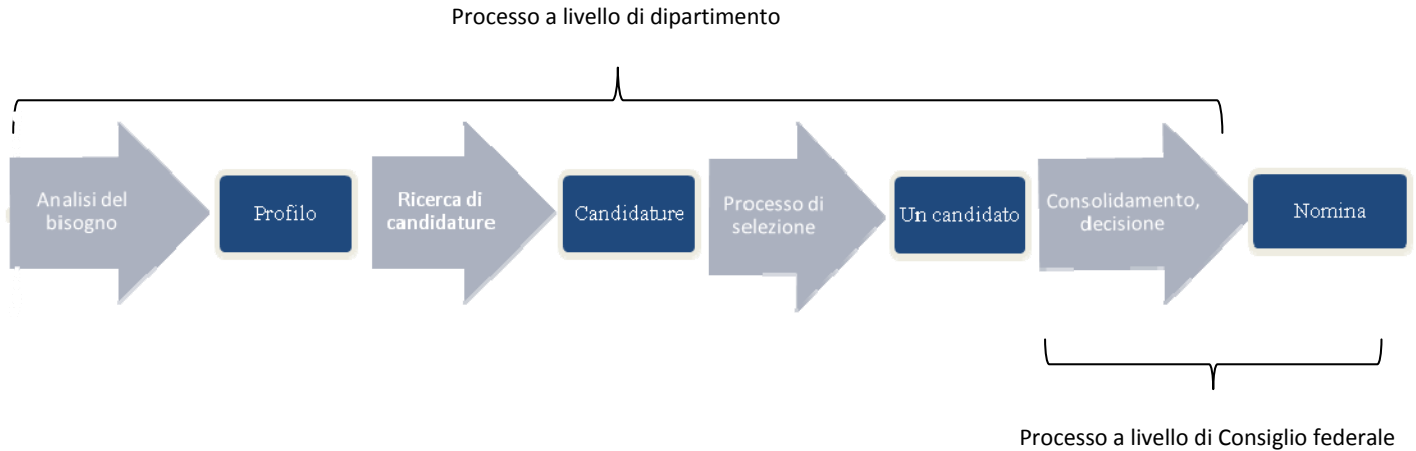 Processo a livello di dipartimento
Analisi del
bisogno
Profilo
Ricerca di
candidature
Candidature
Processo di
selezione
Un candidato
Consolidamento,
decisione
Nomina
Processo a livello di Consiglio federale